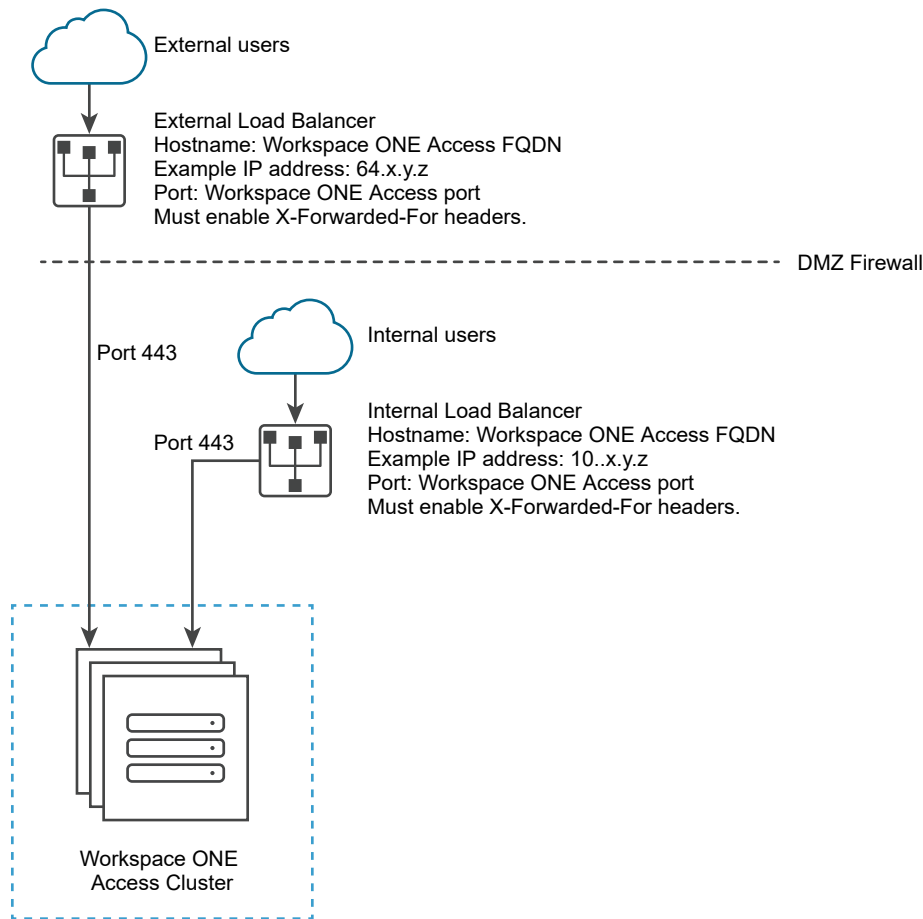 External users
External Load Balancer
Hostname: Workspace ONE Access FQDN
Example IP address: 64.x.y.z
Port: Workspace ONE Access port
Must enable X-Forwarded-For headers.
DMZ Firewall
Port 443
Internal users
Port 443
Internal Load Balancer
Hostname: Workspace ONE Access FQDN
Example IP address: 10..x.y.z
Port: Workspace ONE Access port
Must enable X-Forwarded-For headers.
Workspace ONE
Access Cluster